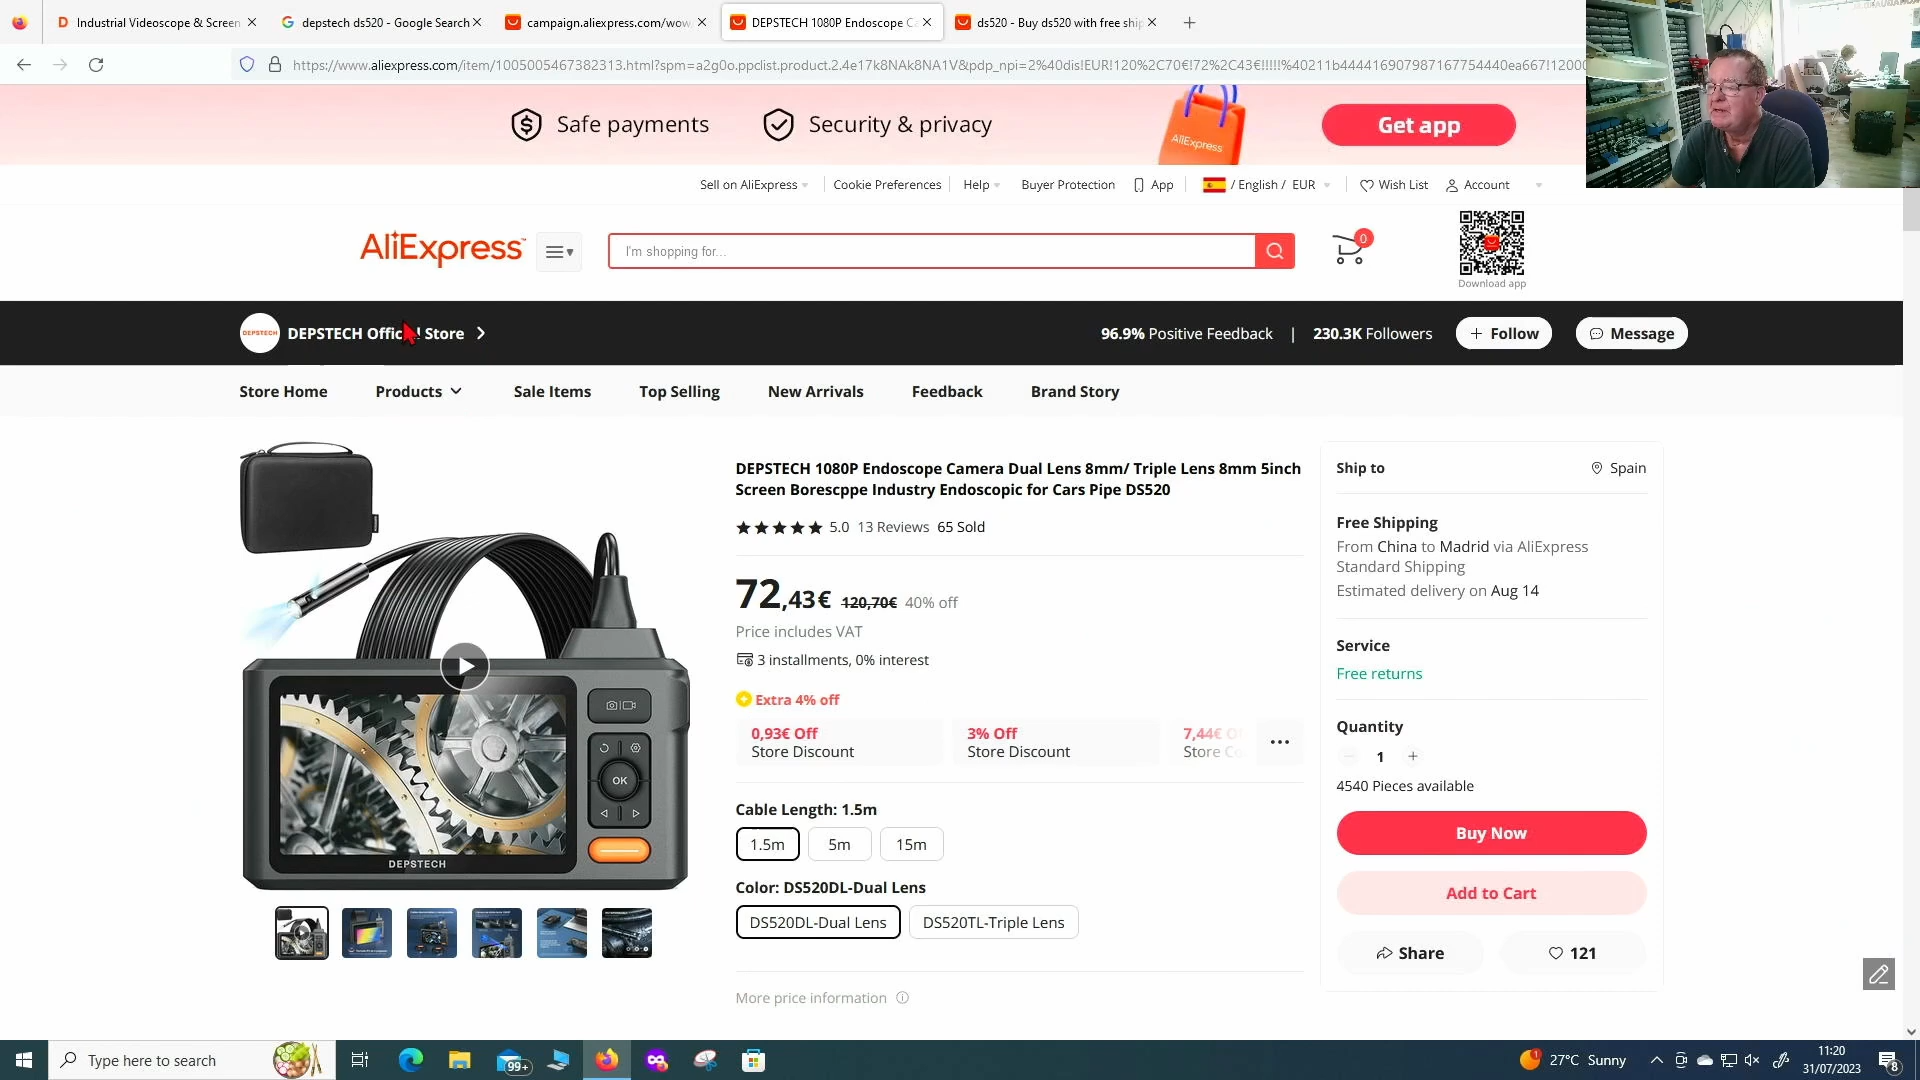 Industrial Videoscope & Screen
depstech ds520 - Google Search
campaign.aliexpress.com/wow
DEPSTECH 1080P Endoscope Ca
ds520 - Buy ds520 with free ship
https://www.aliexpress.com/item/1005005467382313.html?spm=a2g0o.ppclist.product.2.4e17k8NAk8NA1V&pdp_npi=2%40dis!EUR!120%2C70€!72%2C43€!!!!!%40211b444416907987167754440ea667!12000
Safe payments
Security & privacy
AliExpress
Get app
Sell on AliExpress
Cookie Preferences
Help
Buyer Protection
App
/ English / EUR
Wish List
Account
AliExpress
I'm shopping for...
0
Download app
DEPSTECH
DEPSTECH Official Store
96.9% Positive Feedback | 230.3K Followers
+ Follow
Message
Store Home
Products
Sale Items
Top Selling
New Arrivals
Feedback
Brand Story
OK
DEPSTECH
DEPSTECH 1080P Endoscope Camera Dual Lens 8mm/ Triple Lens 8mm 5inch
Screen Borescppe Industry Endoscopic for Cars Pipe DS520
5.0 13 Reviews 65 Sold
72,43€ 120,70€ 40% off
Price includes VAT
3 installments, 0% interest
Extra 4% off
0,93€ Off
Store Discount
3% Off
Store Discount
7,44€ O
Store Co
...
Cable Length: 1.5m
1.5m
5m
15m
Color: DS520DL-Dual Lens
DS520DL-Dual Lens
DS520TL-Triple Lens
More price information
Ship to
Spain
Free Shipping
From China to Madrid via AliExpress
Standard Shipping
Estimated delivery on Aug 14
Service
Free returns
Quantity
- 1 +
4540 Pieces available
Buy Now
Add to Cart
Share
121
Type here to search
99+
27°C Sunny
11:20
31/07/2023
8